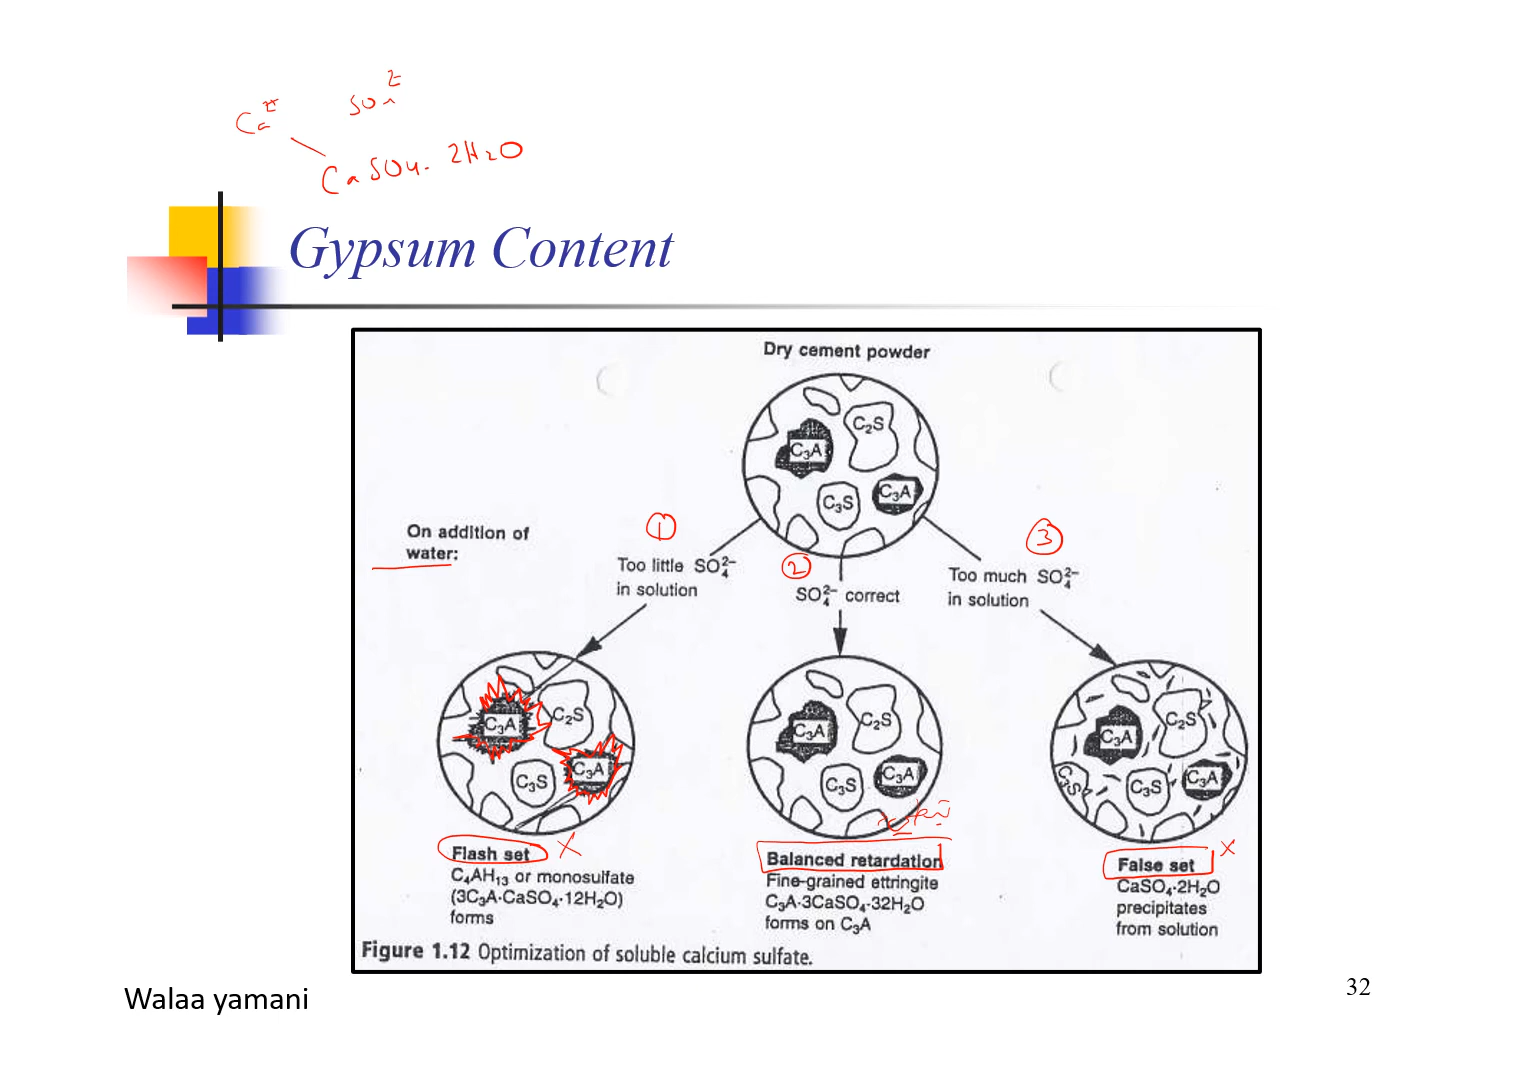 Ca²⁺ SO₄²⁻
CaSO4. 2H2O
Gypsum Content
Dry cement powder
C₂S
C₃A
C₃S
C₃A
On addition of
water:
1
Too little SO₄²⁻
in solution
2
SO₄²⁻ correct
3
Too much SO₄²⁻
in solution
C₃A
C₂S
C₃S
C₃A
C₃A
C₂S
C₃S
C₃A
C₃A
C₂S
C₃S
C₃S
C₃A
Flash set X
C₄AH₁₃ or monosulfate
(3C₃A·CaSO₄·12H₂O)
forms
Balanced retardation
Fine-grained ettringite
C₃A·3CaSO₄·32H₂O
forms on C₃A
False set X
CaSO₄·2H₂O
precipitates
from solution
Figure 1.12 Optimization of soluble calcium sulfate.
Walaa yamani
32